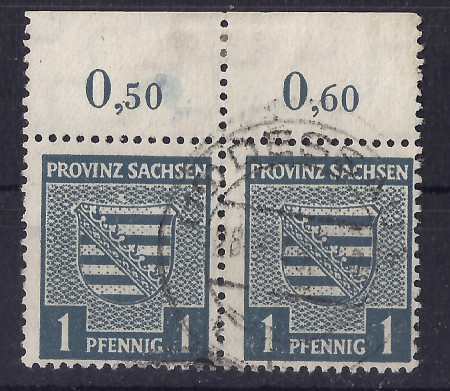 0,50 0,60
PROVINZ SACHSEN PROVINZ SACHSEN
1 1 1 1
PFENNIG PFENNIG